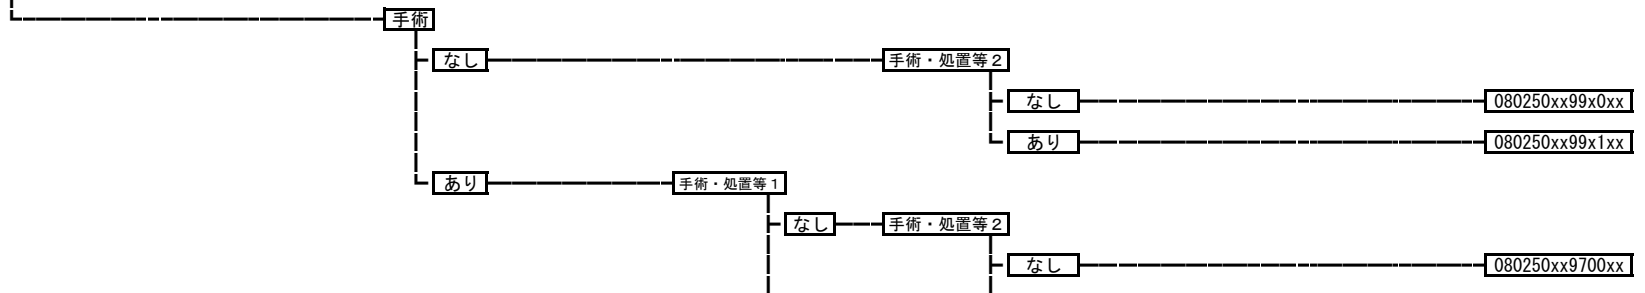 手術
なし 手術・処置等２
なし 080250xx99x0xx
あり 080250xx99x1xx
あり 手術・処置等１
なし 手術・処置等２
なし 080250xx9700xx